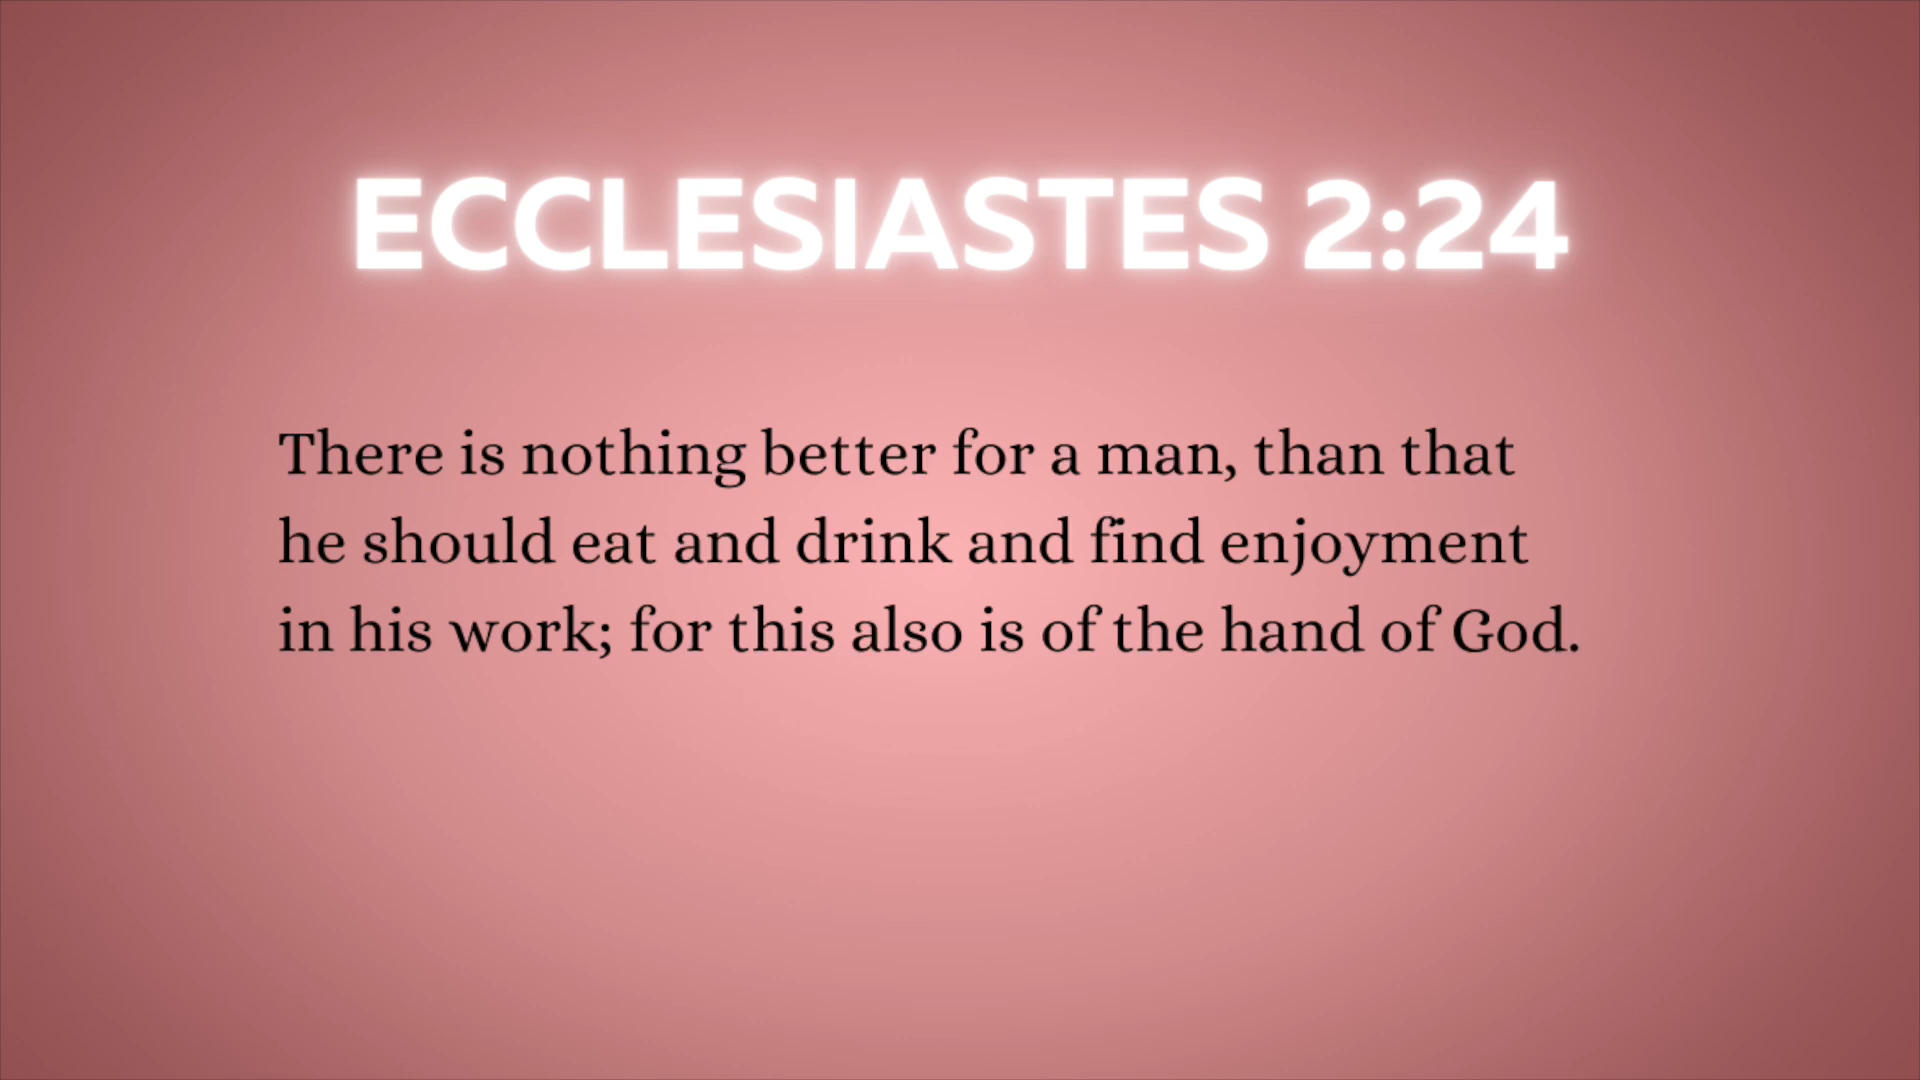 ECCLESIASTES 2:24
There is nothing better for a man, than that
he should eat and drink and find enjoyment
in his work; for this also is of the hand of God.